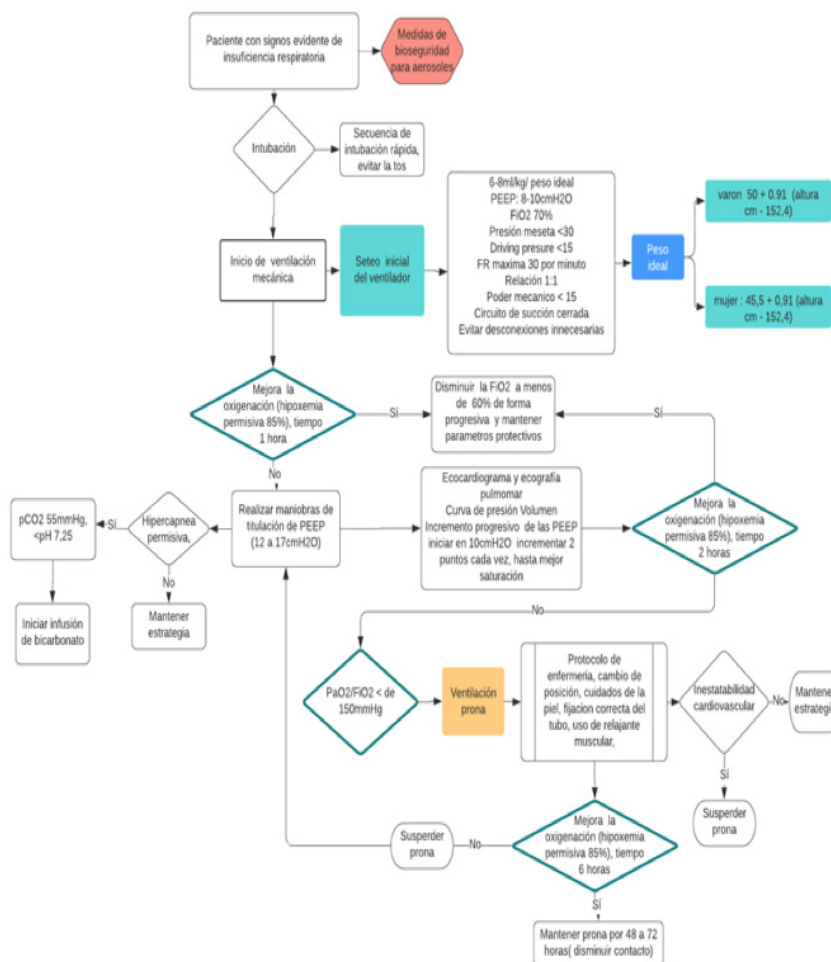 Paciente con signos evidente de
insuficiencia respiratoria
Medidas de
bioseguridad
para aerosoles
Intubación
Secuencia de
intubación rápida,
evitar la tos
Inicio de ventilación
mecánica
Seteo inicial
del ventilador
6-8ml/kg/ peso ideal
PEEP: 8-10cmH2O
FiO2 70%
Presión meseta <30
Driving presure <15
FR maxima 30 por minuto
Relación 1:1
Poder mecanico < 15
Circuito de succión cerrada
Evitar desconexiones innecesarias
Peso
ideal
varon 50 + 0.91 (altura
cm - 152,4)
mujer : 45,5 + 0,91 (altura
cm - 152,4)
Mejora la
oxigenación (hipoxemia
permisiva 85%), tiempo
1 hora
Sí
Disminuir la FiO2 a menos
de 60% de forma
progresiva y mantener
parametros protectivos
Sí
No
Realizar maniobras de
titulación de PEEP
(12 a 17cmH2O)
Ecocardiograma y ecografía
pulmomar
Curva de presión Volumen
Incremento progresivo de las PEEP
iniciar en 10cmH2O incrementar 2
puntos cada vez, hasta mejor
saturación
Mejora la
oxigenación (hipoxemia
permisiva 85%), tiempo
2 horas
Hipercapnea
permisiva,
Sí
pCO2 55mmHg,
<pH 7,25
No
Iniciar infusión
de bicarbonato
Mantener
estrategia
No
PaO2/FiO2 < de
150mmHg
Ventilación
prona
Protocolo de
enfermería, cambio de
posición, cuidados de la
piel, fijacion correcta del
tubo, uso de relajante
muscular,
Inestatabilidad
cardiovascular
No
Mantener
estrategia
Sí
Susperder
prona
Mejora la
oxigenación (hipoxemia
permisiva 85%), tiempo
6 horas
No
Susperder
prona
Sí
Mantener prona por 48 a 72
horas( disminuir contacto)